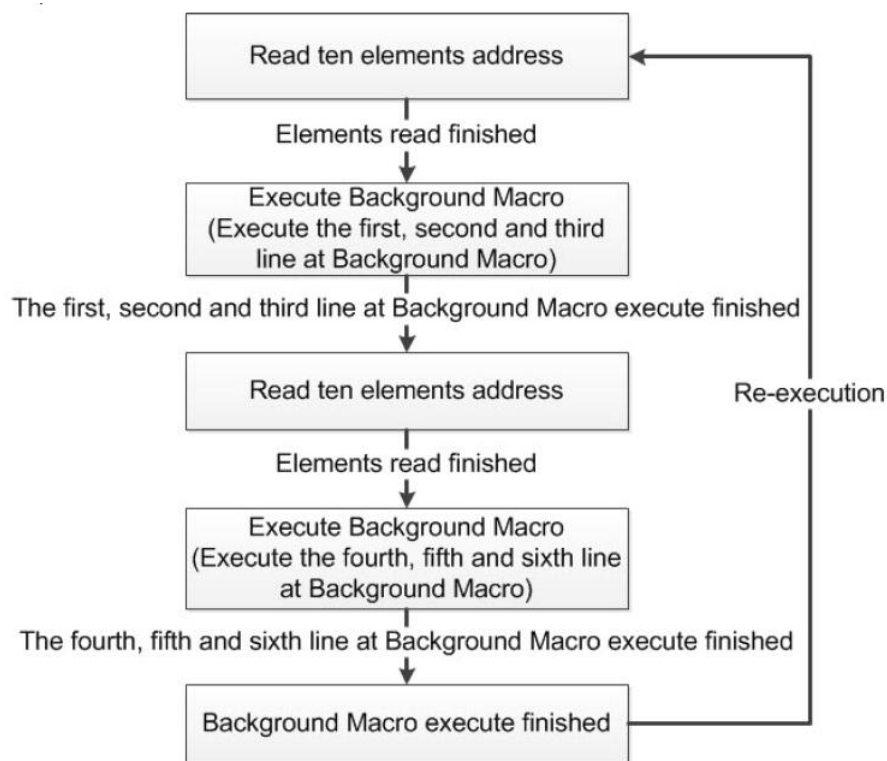 Read ten elements address
Elements read finished
Execute Background Macro
(Execute the first, second and third
line at Background Macro)
The first, second and third line at Background Macro execute finished
Read ten elements address
Re-execution
Elements read finished
Execute Background Macro
(Execute the fourth, fifth and sixth line
at Background Macro)
The fourth, fifth and sixth line at Background Macro execute finished
Background Macro execute finished